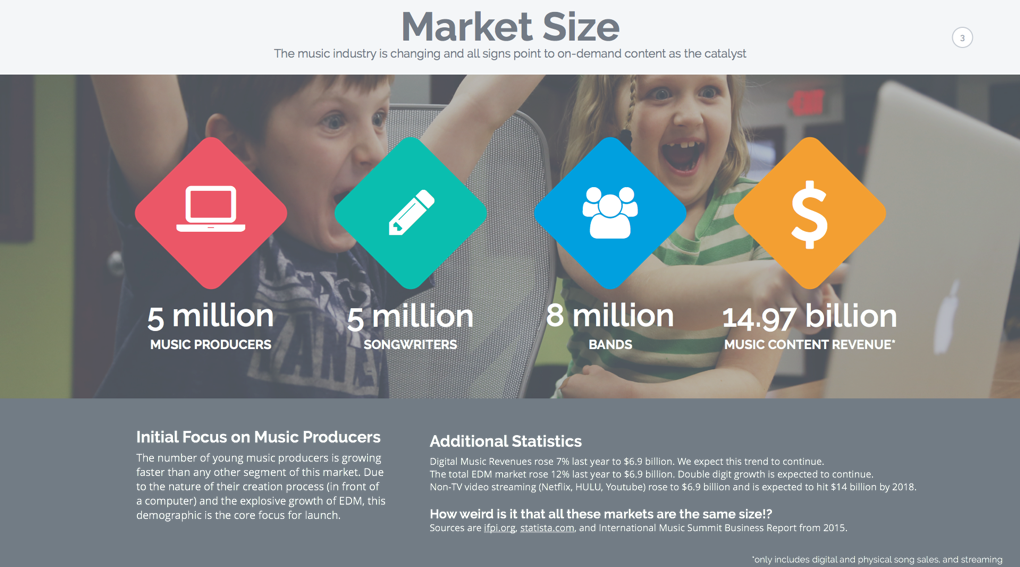 Market Size
The music industry is changing and all signs point to on-demand content as the catalyst
3
5 million
MUSIC PRODUCERS
5 million
SONGWRITERS
8 million
BANDS
14.97 billion
MUSIC CONTENT REVENUE*
Initial Focus on Music Producers
The number of young music producers is growing
faster than any other segment of this market. Due
to the nature of their creation process (in front of
a computer) and the explosive growth of EDM, this
demographic is the core focus for launch.
Additional Statistics
Digital Music Revenues rose 7% last year to $6.9 billion. We expect this trend to continue.
The total EDM market rose 12% last year to $6.9 billion. Double digit growth is expected to continue.
Non-TV video streaming (Netflix, HULU, Youtube) rose to $6.9 billion and is expected to hit $14 billion by 2018.
How weird is it that all these markets are the same size!?
Sources are ifpi.org, statista.com, and International Music Summit Business Report from 2015.
*only includes digital and physical song sales, and streaming